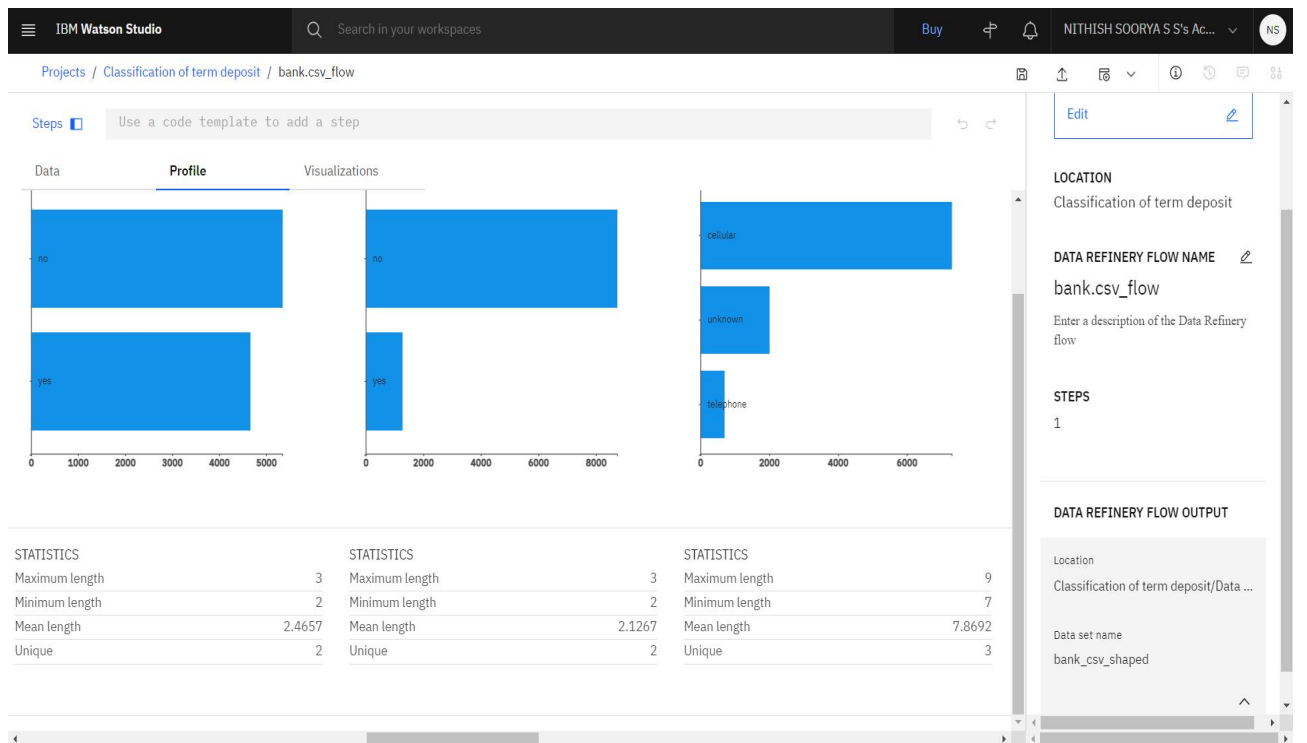 IBM Watson Studio
Search in your workspaces
Buy
NITHISH SOORYA S S's Ac...
NS
Projects / Classification of term deposit / bank.csv_flow
Steps
Use a code template to add a step
Data
Profile
Visualizations
no
yes
0 1000 2000 3000 4000 5000
no
yes
0 2000 4000 6000 8000
cellular
unknown
telephone
0 2000 4000 6000
STATISTICS
Maximum length 3
Minimum length 2
Mean length 2.4657
Unique 2
STATISTICS
Maximum length 3
Minimum length 2
Mean length 2.1267
Unique 2
STATISTICS
Maximum length 9
Minimum length 7
Mean length 7.8692
Unique 3
Edit
LOCATION
Classification of term deposit
DATA REFINERY FLOW NAME
bank.csv_flow
Enter a description of the Data Refinery
flow
STEPS
1
DATA REFINERY FLOW OUTPUT
Location
Classification of term deposit/Data ...
Data set name
bank_csv_shaped